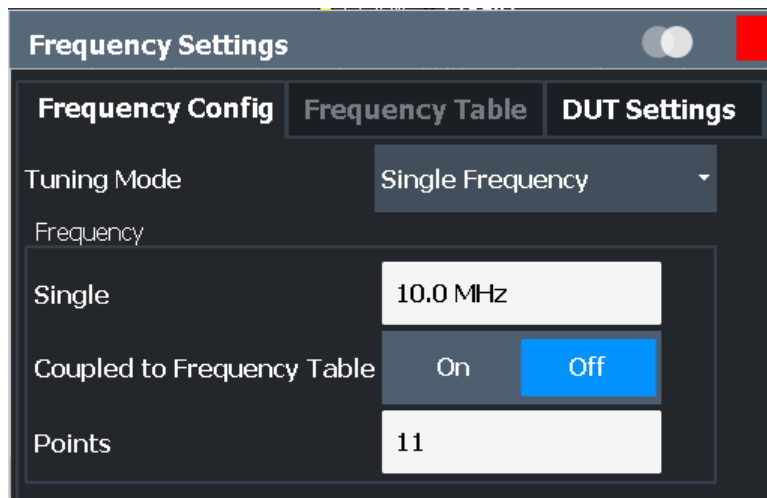 Frequency Settings
Frequency Config Frequency Table DUT Settings
Tuning Mode Single Frequency
Frequency
Single 10.0 MHz
Coupled to Frequency Table On Off
Points 11